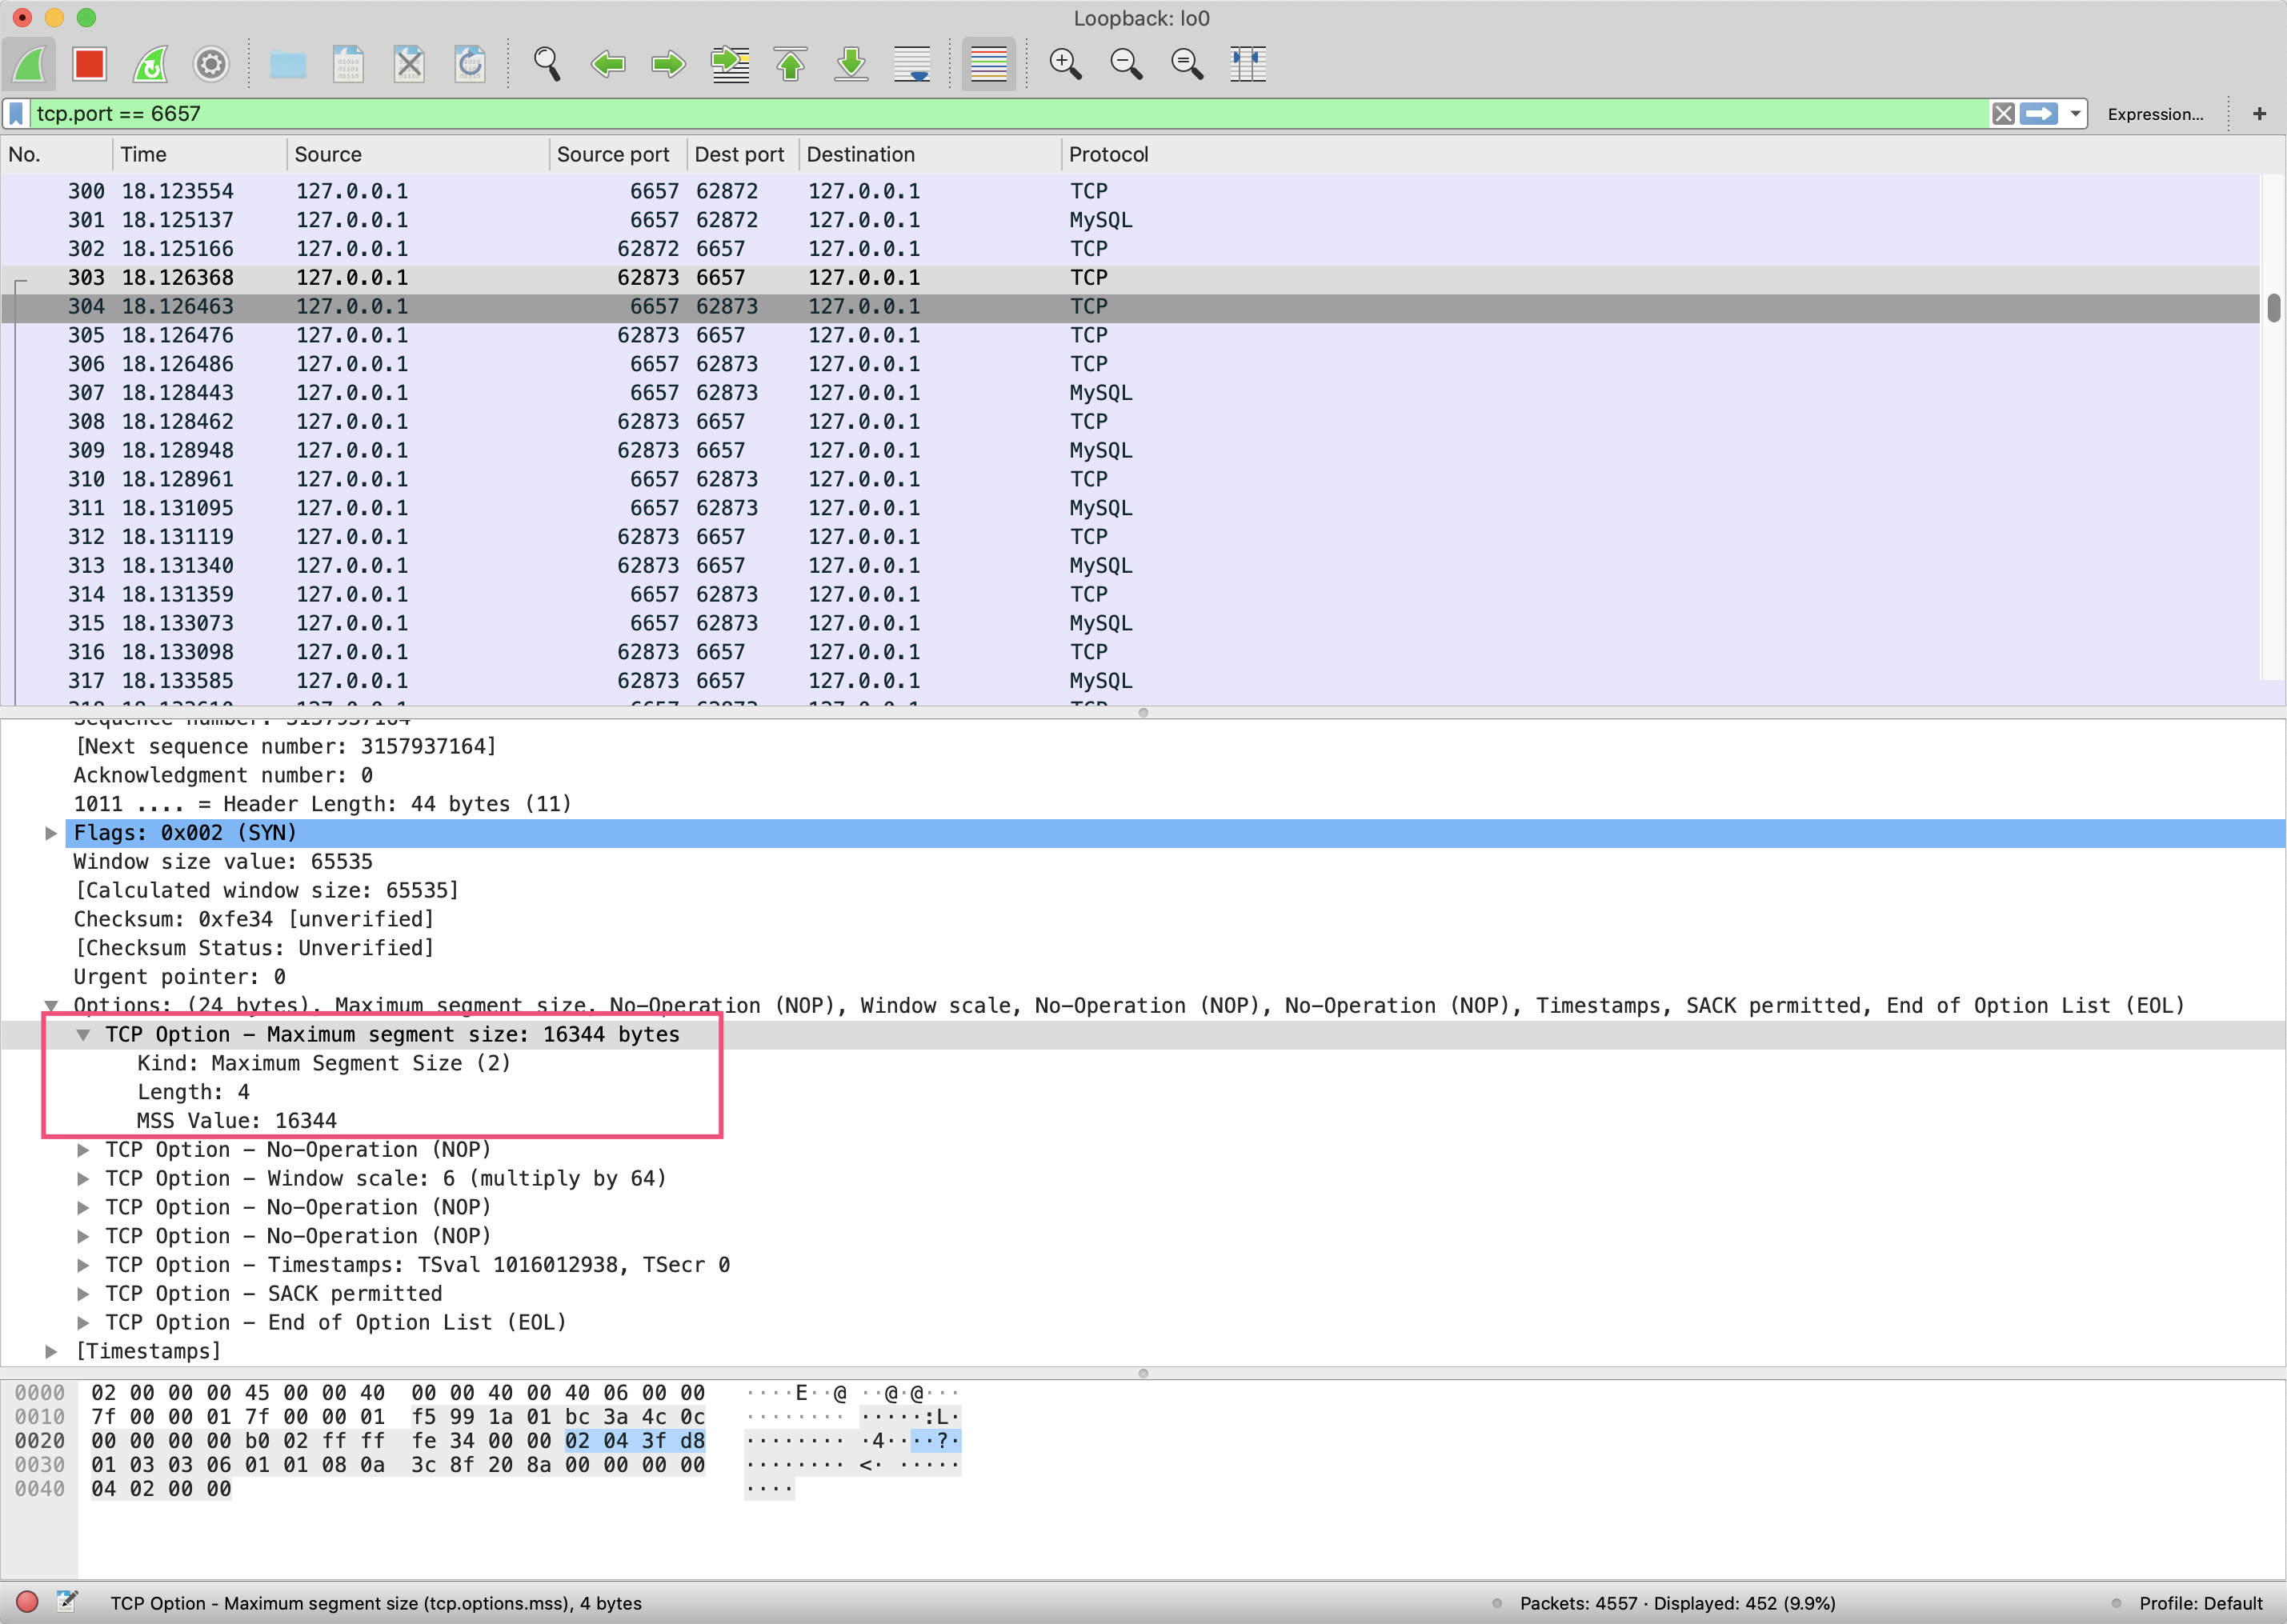 Loopback: lo0
tcp.port == 6657
Expression…
+
No. Time Source Source port Dest port Destination Protocol
300 18.123554 127.0.0.1 6657 62872 127.0.0.1 TCP
301 18.125137 127.0.0.1 6657 62872 127.0.0.1 MySQL
302 18.125166 127.0.0.1 62872 6657 127.0.0.1 TCP
303 18.126368 127.0.0.1 62873 6657 127.0.0.1 TCP
304 18.126463 127.0.0.1 6657 62873 127.0.0.1 TCP
305 18.126476 127.0.0.1 62873 6657 127.0.0.1 TCP
306 18.126486 127.0.0.1 6657 62873 127.0.0.1 TCP
307 18.128443 127.0.0.1 6657 62873 127.0.0.1 MySQL
308 18.128462 127.0.0.1 62873 6657 127.0.0.1 TCP
309 18.128948 127.0.0.1 62873 6657 127.0.0.1 MySQL
310 18.128961 127.0.0.1 6657 62873 127.0.0.1 TCP
311 18.131095 127.0.0.1 6657 62873 127.0.0.1 MySQL
312 18.131119 127.0.0.1 62873 6657 127.0.0.1 TCP
313 18.131340 127.0.0.1 62873 6657 127.0.0.1 MySQL
314 18.131359 127.0.0.1 6657 62873 127.0.0.1 TCP
315 18.133073 127.0.0.1 6657 62873 127.0.0.1 MySQL
316 18.133098 127.0.0.1 62873 6657 127.0.0.1 TCP
317 18.133585 127.0.0.1 62873 6657 127.0.0.1 MySQL
[Next sequence number: 3157937164]
Acknowledgment number: 0
1011 .... = Header Length: 44 bytes (11)
Flags: 0x002 (SYN)
Window size value: 65535
[Calculated window size: 65535]
Checksum: 0xfe34 [unverified]
[Checksum Status: Unverified]
Urgent pointer: 0
Options: (24 bytes), Maximum segment size, No-Operation (NOP), Window scale, No-Operation (NOP), No-Operation (NOP), Timestamps, SACK permitted, End of Option List (EOL)
TCP Option - Maximum segment size: 16344 bytes
Kind: Maximum Segment Size (2)
Length: 4
MSS Value: 16344
TCP Option - No-Operation (NOP)
TCP Option - Window scale: 6 (multiply by 64)
TCP Option - No-Operation (NOP)
TCP Option - No-Operation (NOP)
TCP Option - Timestamps: TSval 1016012938, TSecr 0
TCP Option - SACK permitted
TCP Option - End of Option List (EOL)
[Timestamps]
0000 02 00 00 00 45 00 00 40 00 00 40 00 40 06 00 00 ····E··@ ··@·@···
0010 7f 00 00 01 7f 00 00 01 f5 99 1a 01 bc 3a 4c 0c ········ ·····:L·
0020 00 00 00 00 b0 02 ff ff fe 34 00 00 02 04 3f d8 ········ ·4····?·
0030 01 03 03 06 01 01 08 0a 3c 8f 20 8a 00 00 00 00 ········ <· ·····
0040 04 02 00 00 ····
TCP Option - Maximum segment size (tcp.options.mss), 4 bytes
Packets: 4557 · Displayed: 452 (9.9%)
Profile: Default